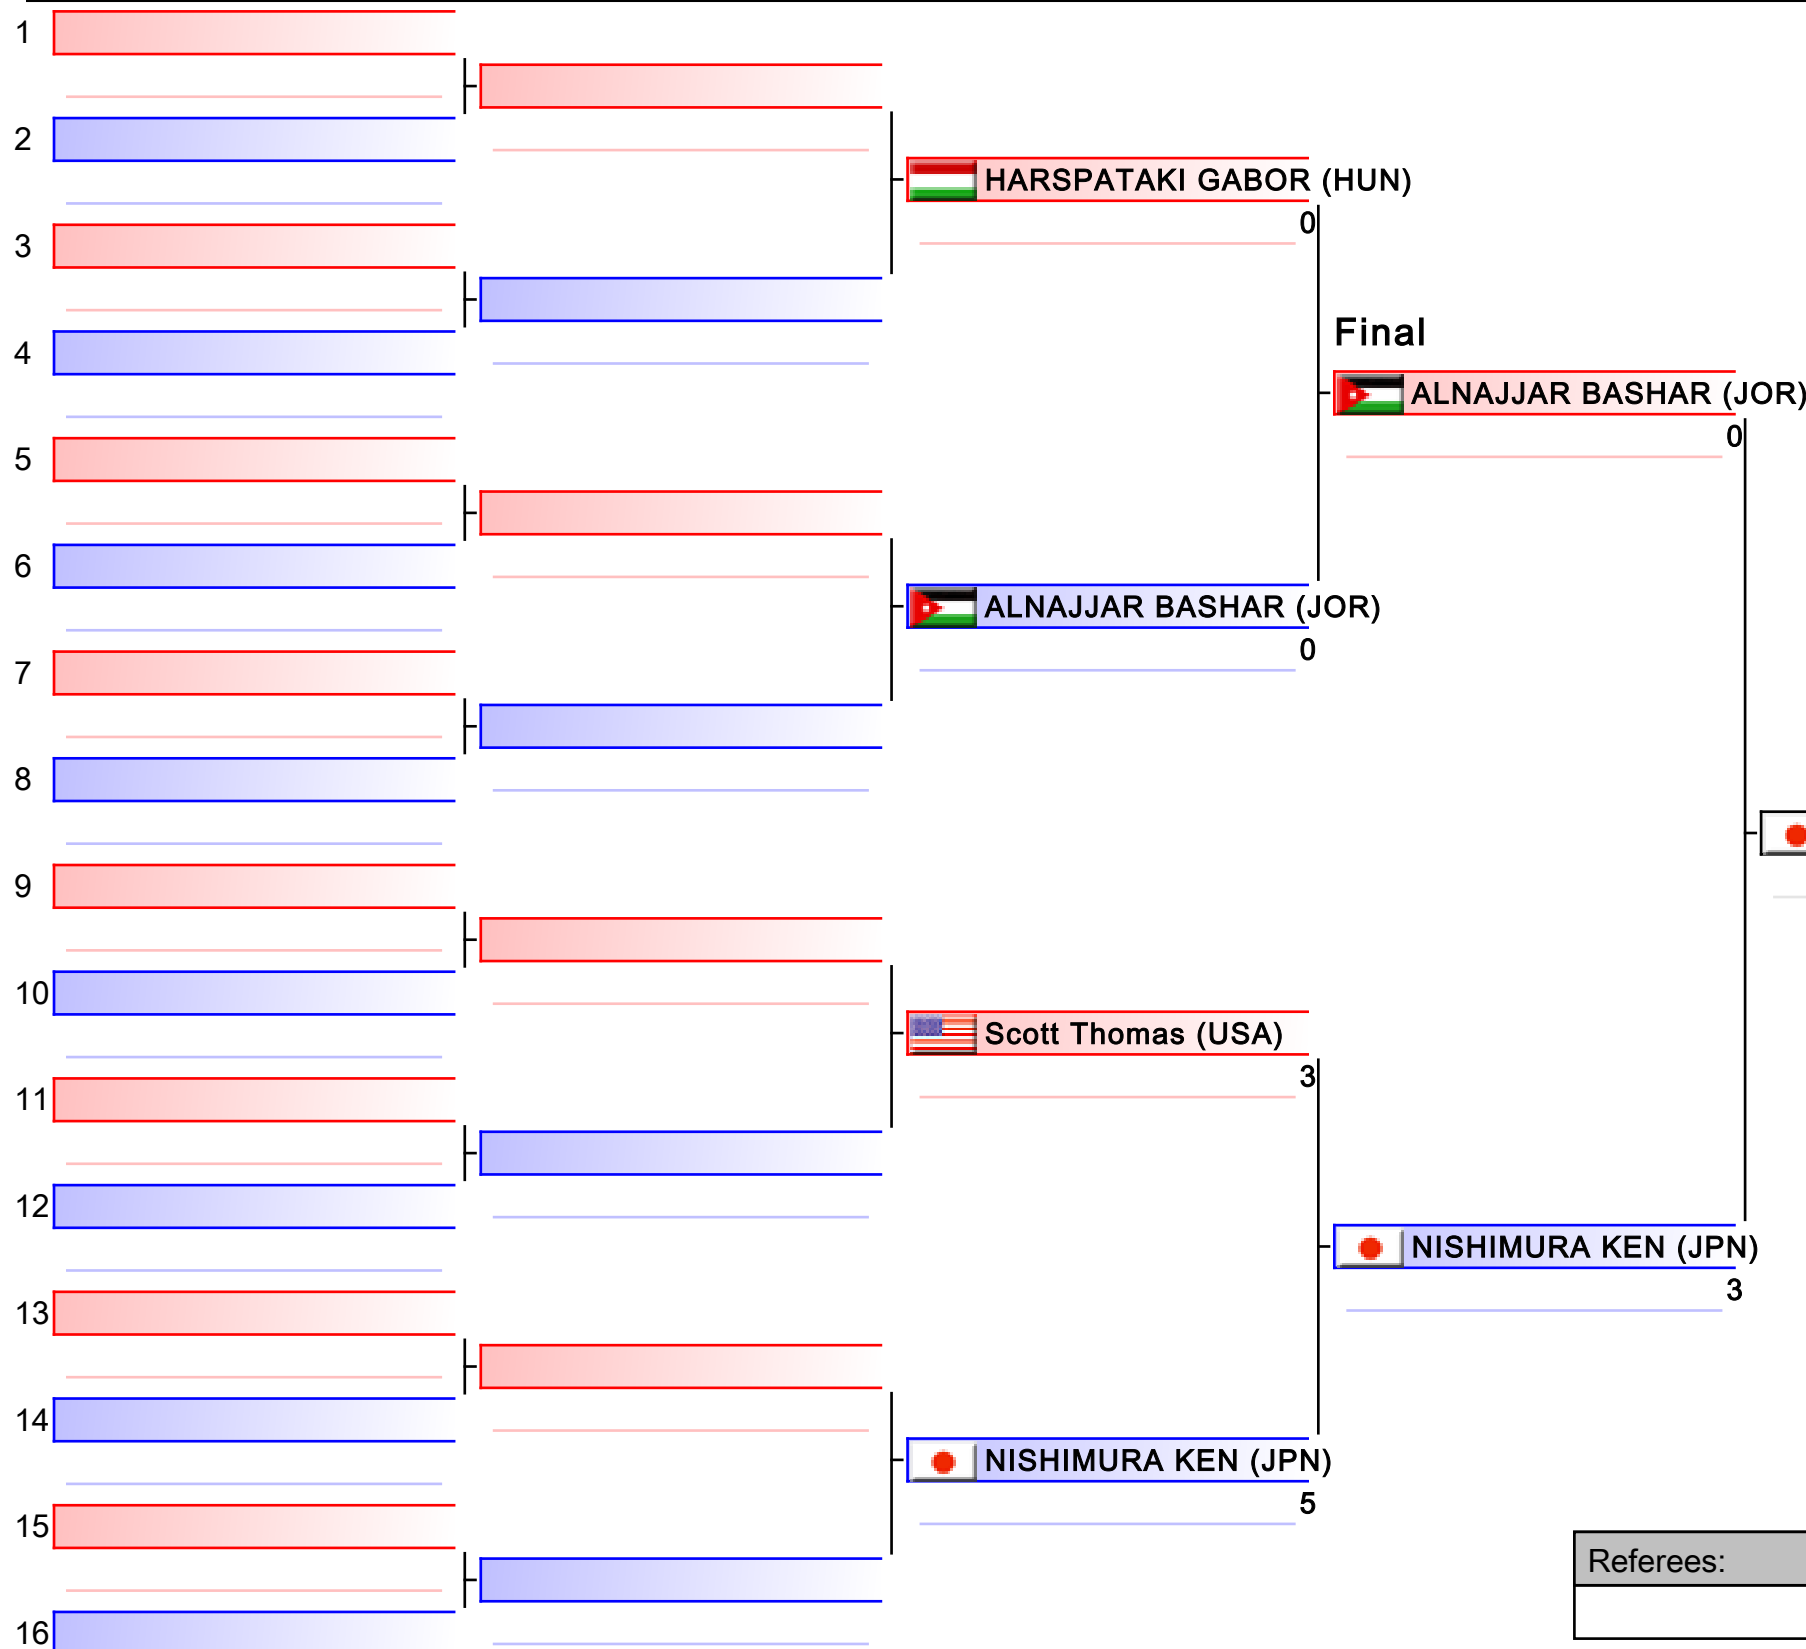 1
2
HARSPATAKI GABOR (HUN)
0
3
Final
4
ALNAJJAR BASHAR (JOR)
0
5
6
ALNAJJAR BASHAR (JOR)
0
7
8
9
10
Scott Thomas (USA)
3
11
12
NISHIMURA KEN (JPN)
3
13
14
NISHIMURA KEN (JPN)
5
15
Referees:
16